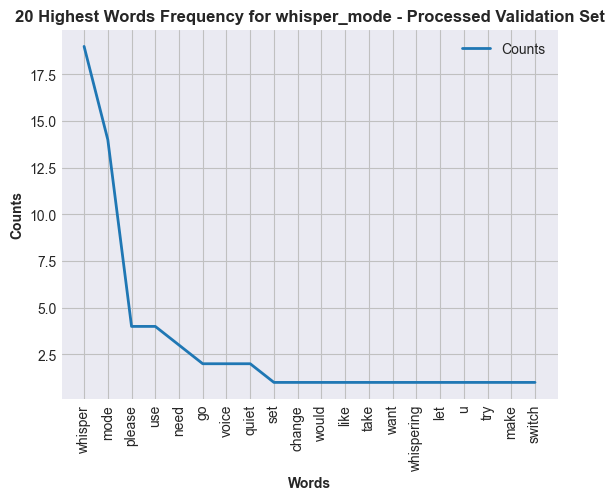 20 Highest Words Frequency for whisper_mode - Processed Validation Set
Counts
17.5
15.0
12.5
10.0
7.5
5.0
2.5
Counts
whisper
mode
please
use
need
go
voice
quiet
set
change
would
like
take
want
whispering
let
u
try
make
switch
Words